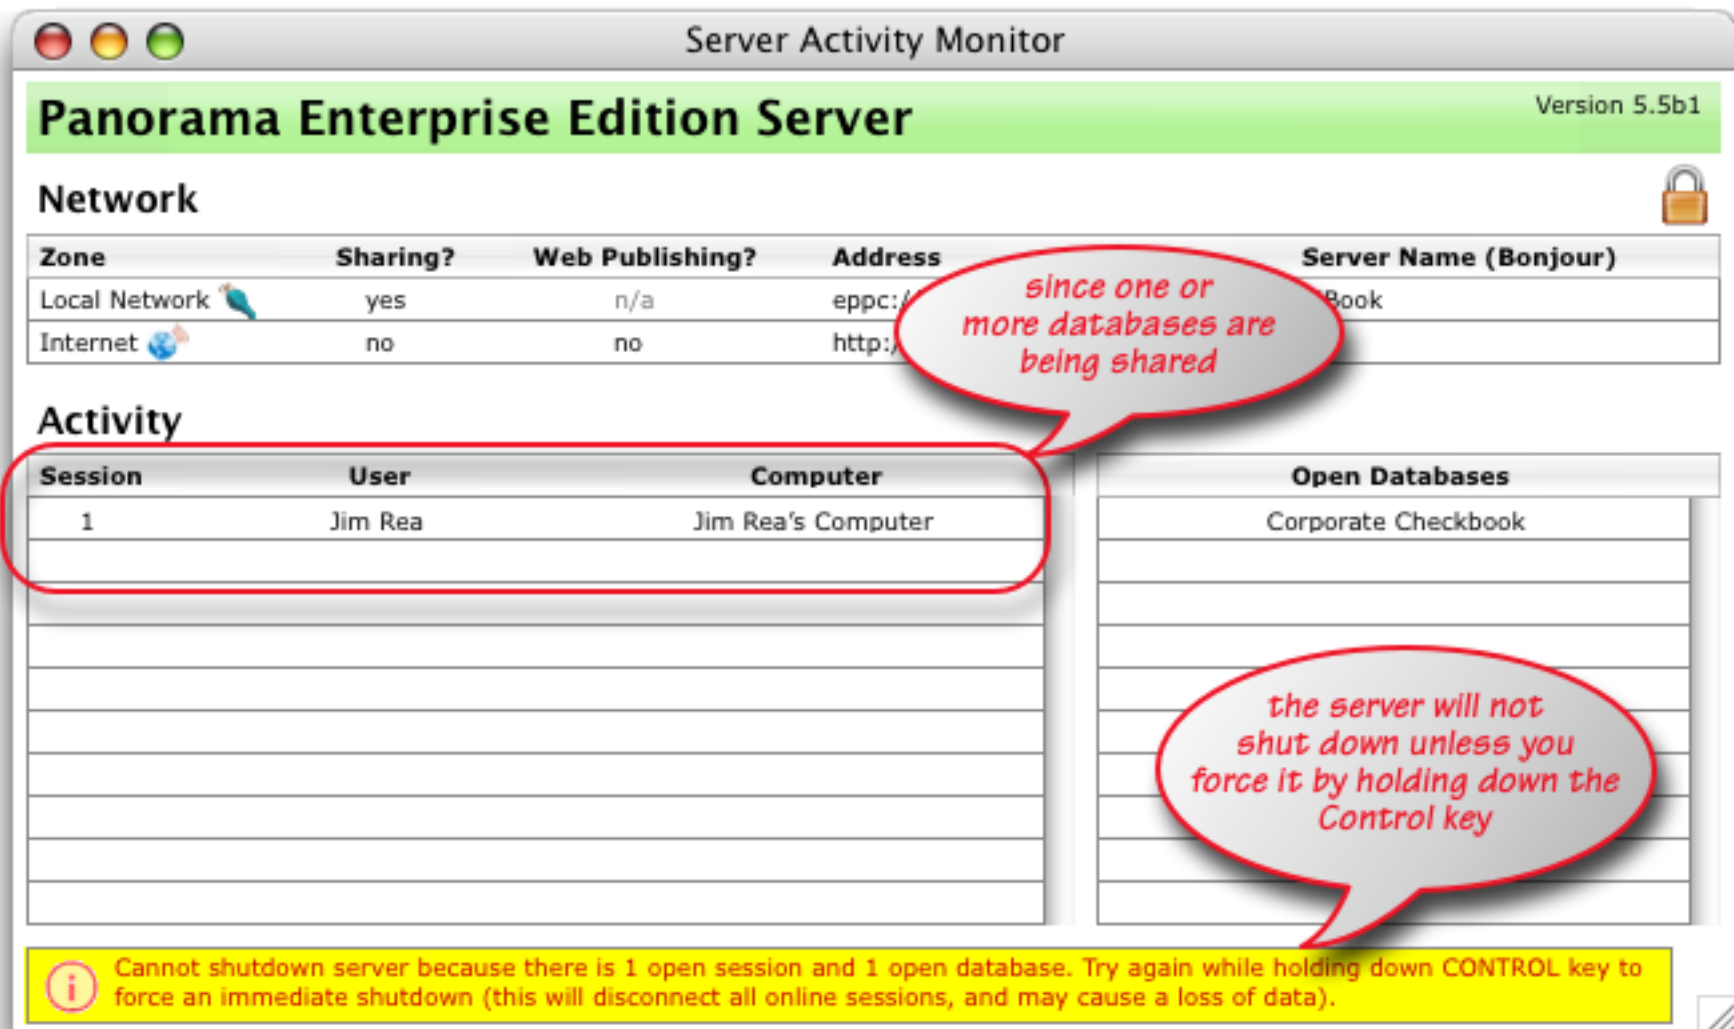 Server Activity Monitor
Panorama Enterprise Edition Server
Version 5.5b1
Network
Zone Sharing? Web Publishing? Address Server Name (Bonjour)
Local Network yes n/a eppc:/ Book
Internet no no http:
since one or
more databases are
being shared
Activity
Session User Computer
1 Jim Rea Jim Rea's Computer
Open Databases
Corporate Checkbook
the server will not
shut down unless you
force it by holding down the
Control key
Cannot shutdown server because there is 1 open session and 1 open database. Try again while holding down CONTROL key to
force an immediate shutdown (this will disconnect all online sessions, and may cause a loss of data).